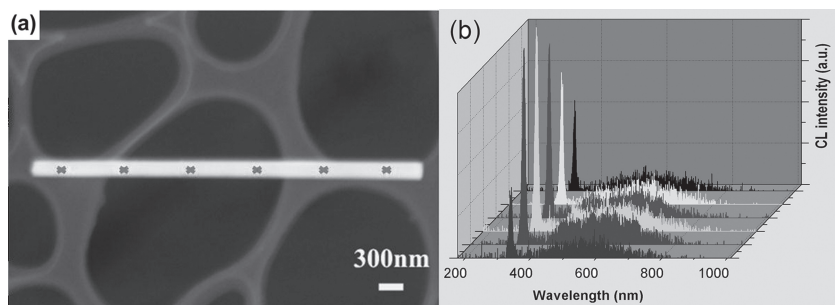 (a)
300nm
(b)
CL intensity (a.u.)
200 400 600 800 1000
Wavelength (nm)